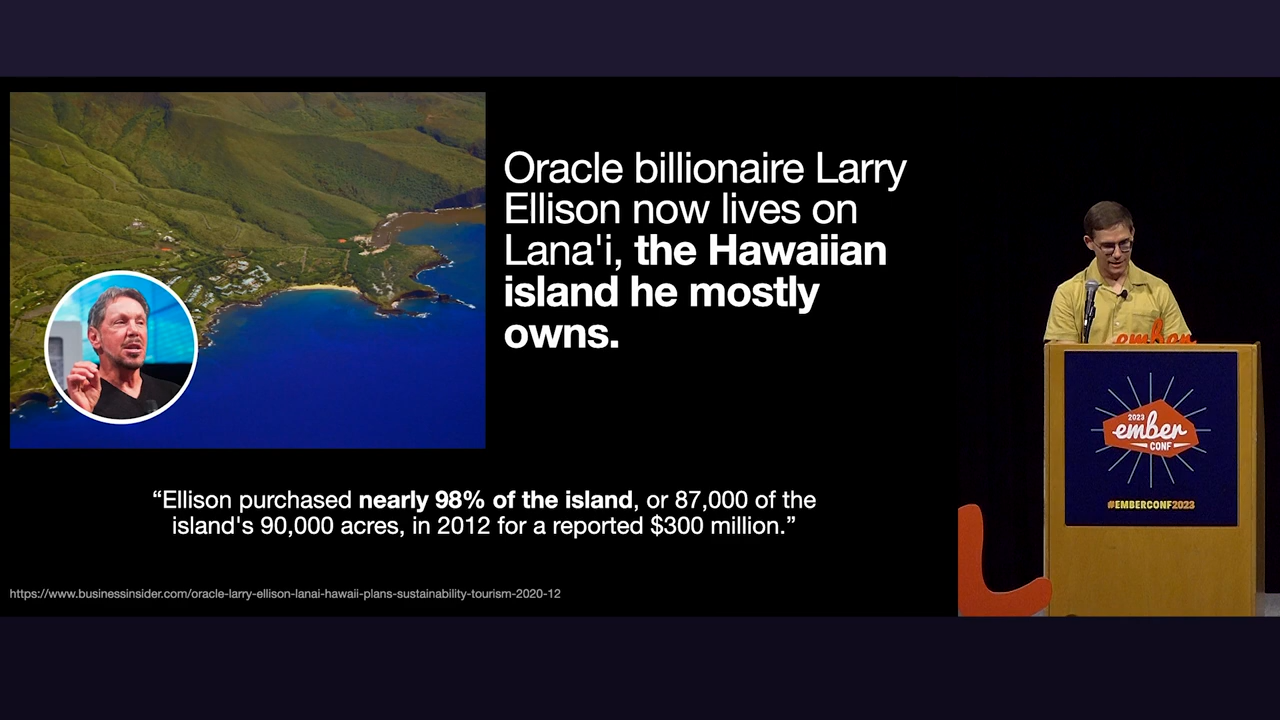 Oracle billionaire Larry
Ellison now lives on
Lana'i, the Hawaiian
island he mostly
owns.
“Ellison purchased nearly 98% of the island, or 87,000 of the
island's 90,000 acres, in 2012 for a reported $300 million.”
https://www.businessinsider.com/oracle-larry-ellison-lanai-hawaii-plans-sustainability-tourism-2020-12
ember
2023
ember
CONF
#EMBERCONF2023